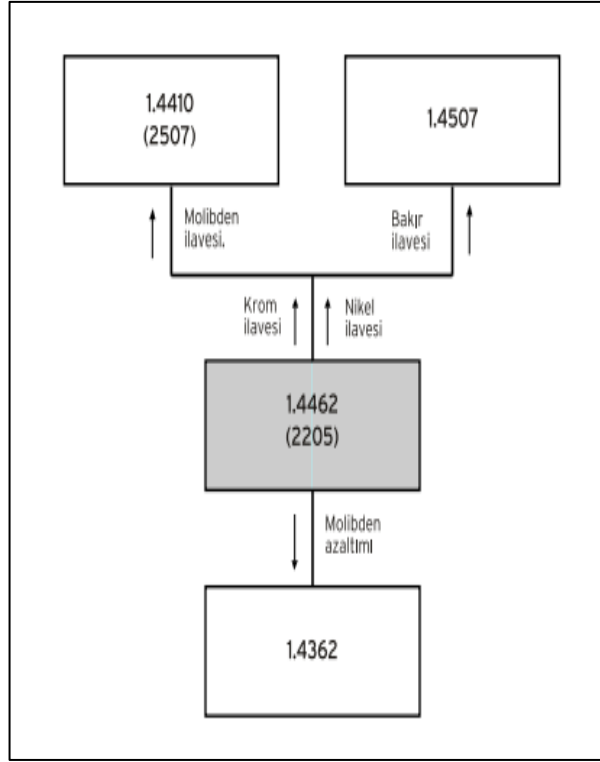 1.4410
(2507)
1.4507
Molibden
ilavesi.
Bakır
ilavesi
Krom
ilavesi
Nikel
ilavesi
1.4462
(2205)
Molibden
azaltımı
1.4362